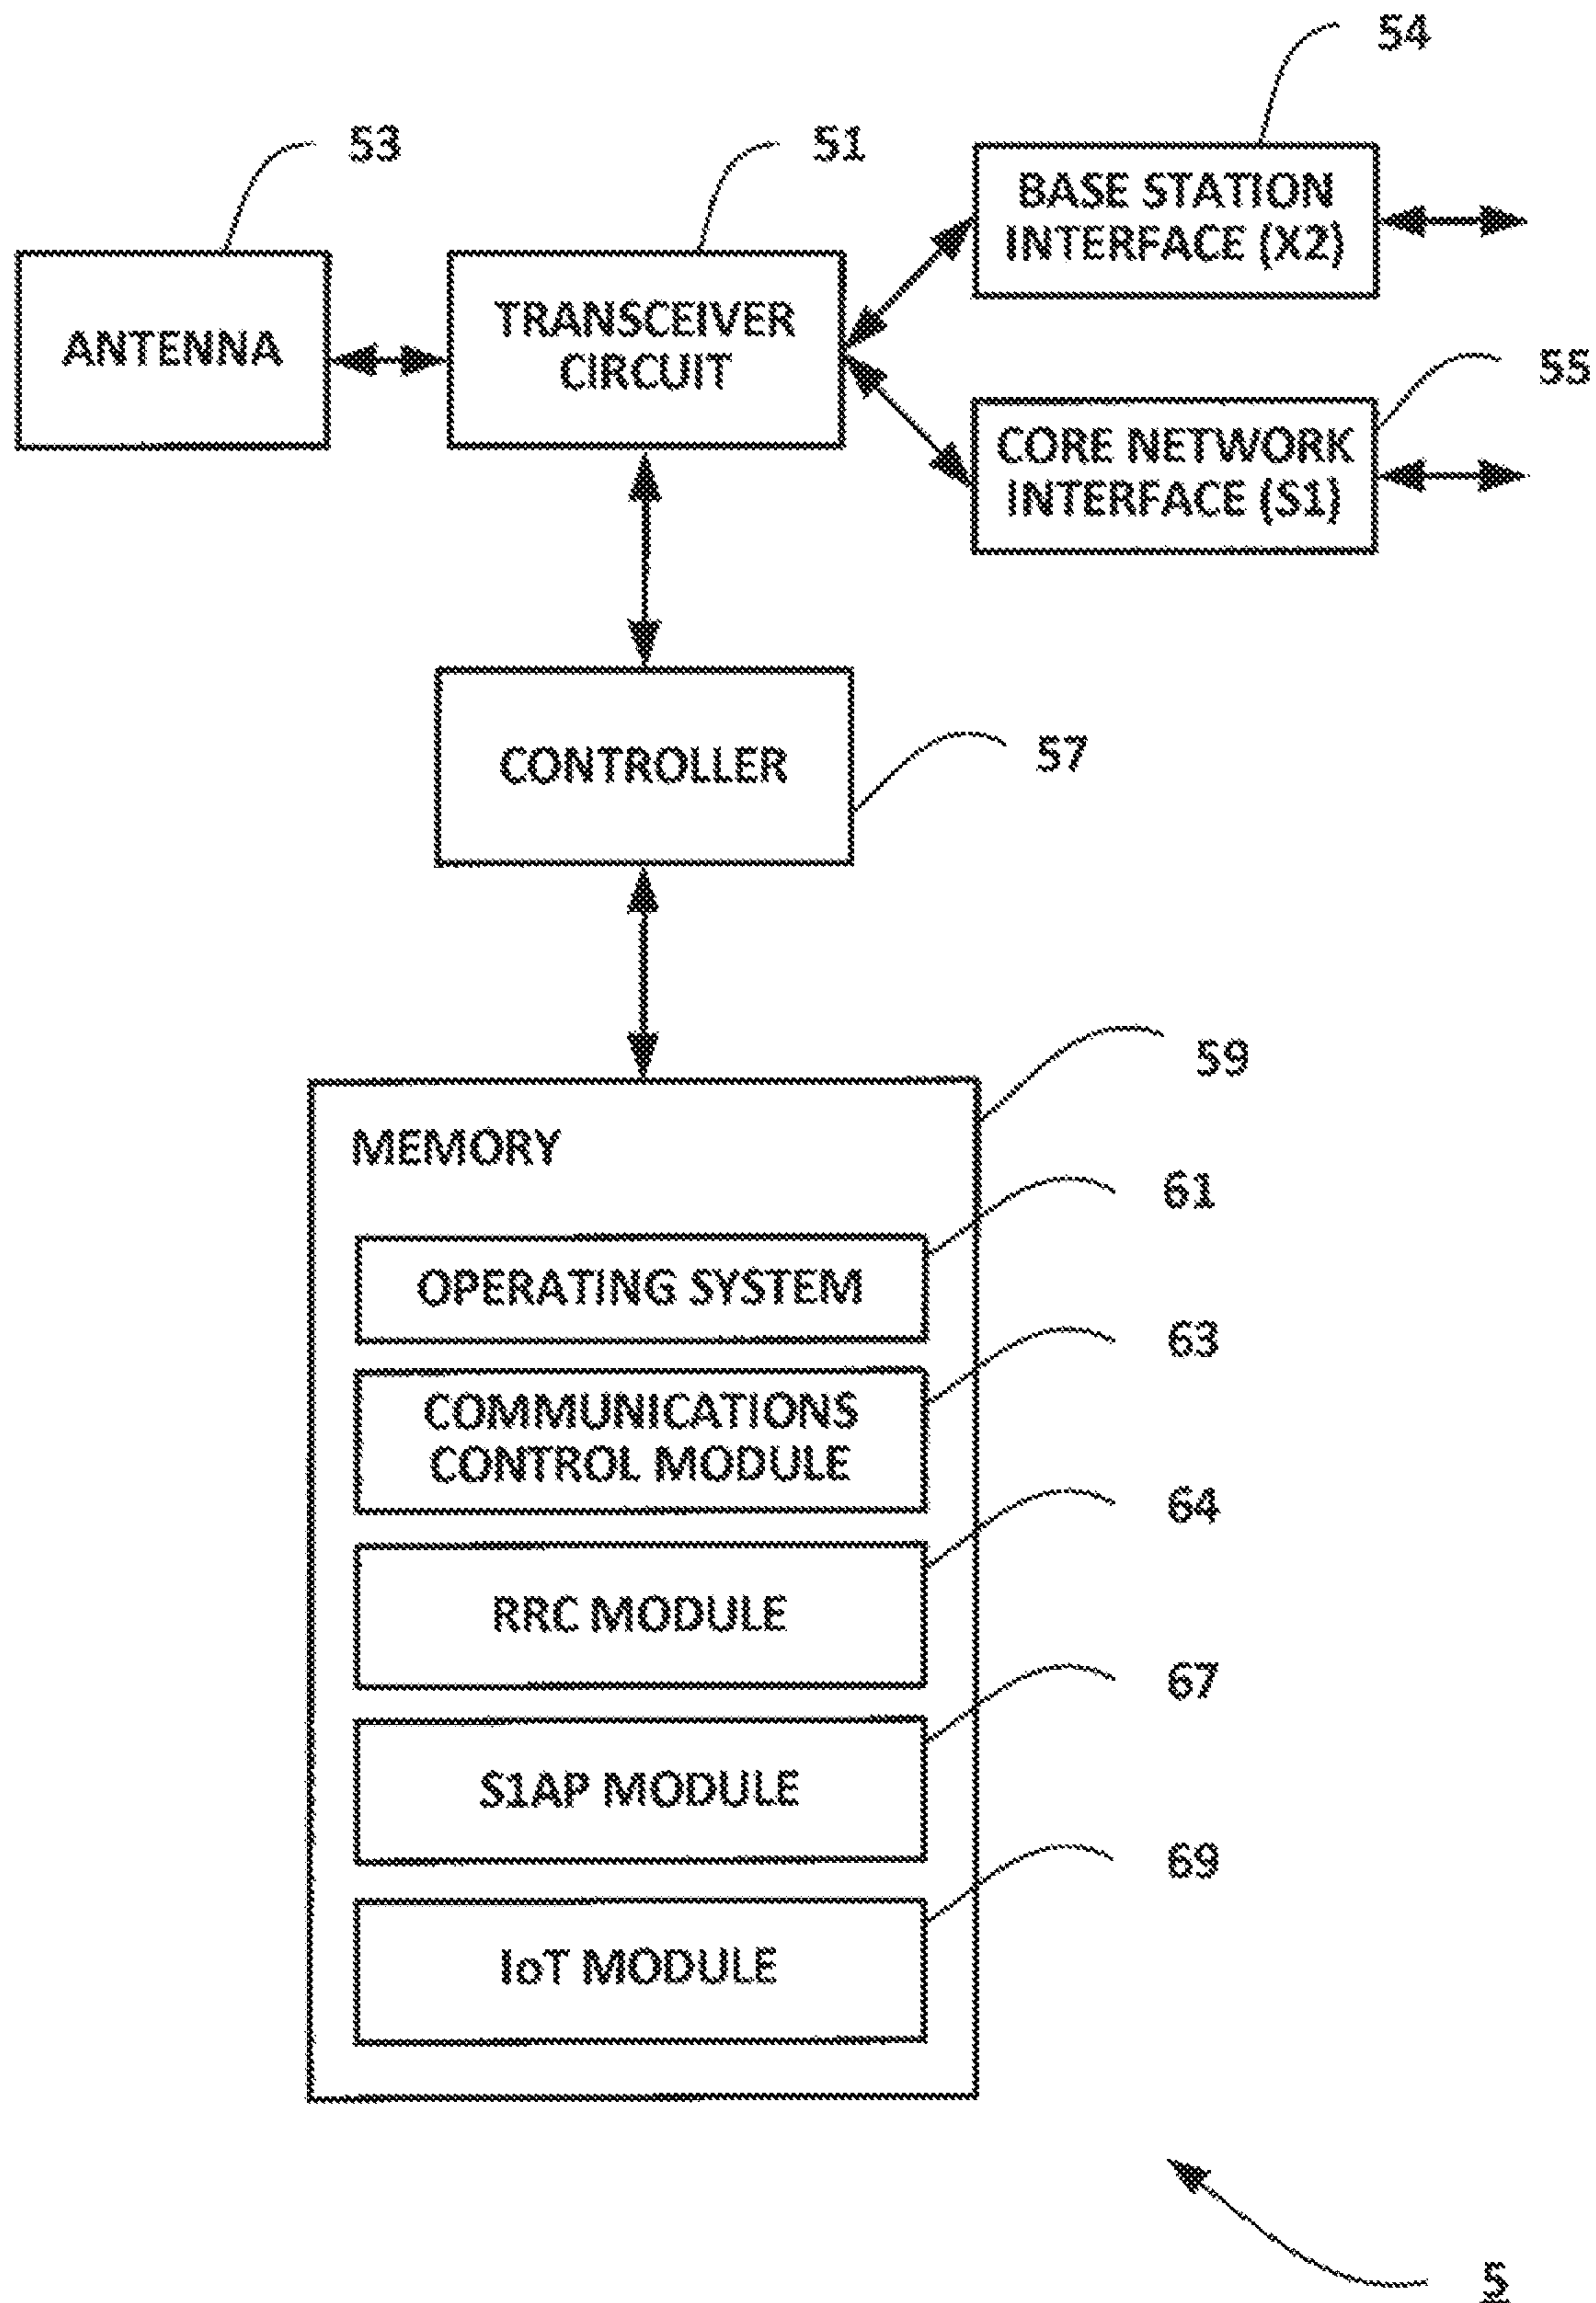 54
53
51
BASE STATION
INTERFACE (X2)
ANTENNA
TRANSCEIVER
CIRCUIT
55
CORE NETWORK
INTERFACE (S1)
CONTROLLER
57
59
MEMORY
61
OPERATING SYSTEM
63
COMMUNICATIONS
CONTROL MODULE
64
RRC MODULE
67
S1AP MODULE
69
IoT MODULE
5